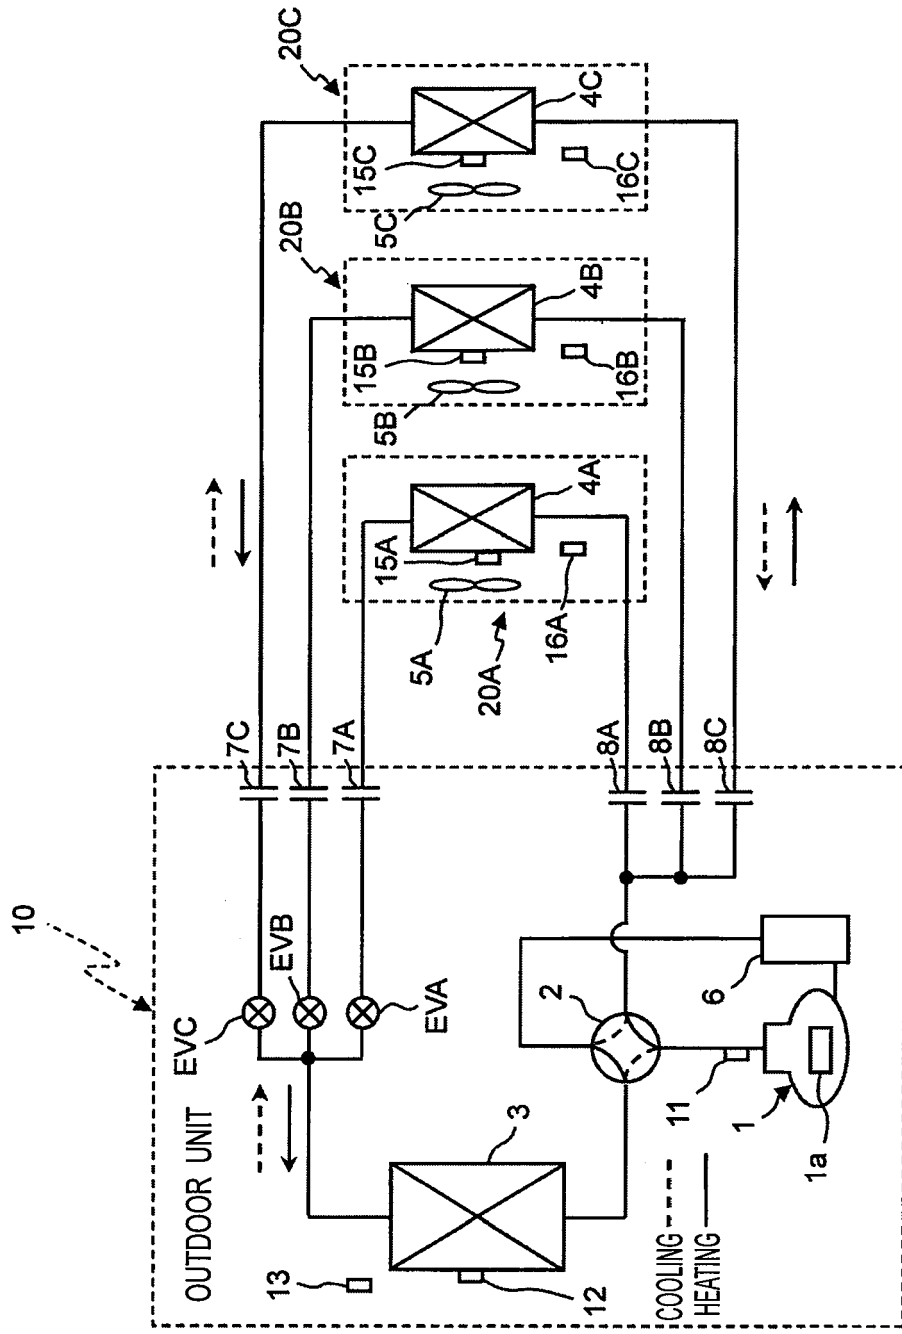 10
OUTDOOR UNIT
EVC
EVB
EVA
7C
7B
7A
20C
20B
20A
15C
5C
4C
16C
15B
5B
4B
16B
15A
5A
4A
16A
8A
8B
8C
13
3
12
2
6
11
1
1a
COOLING
HEATING